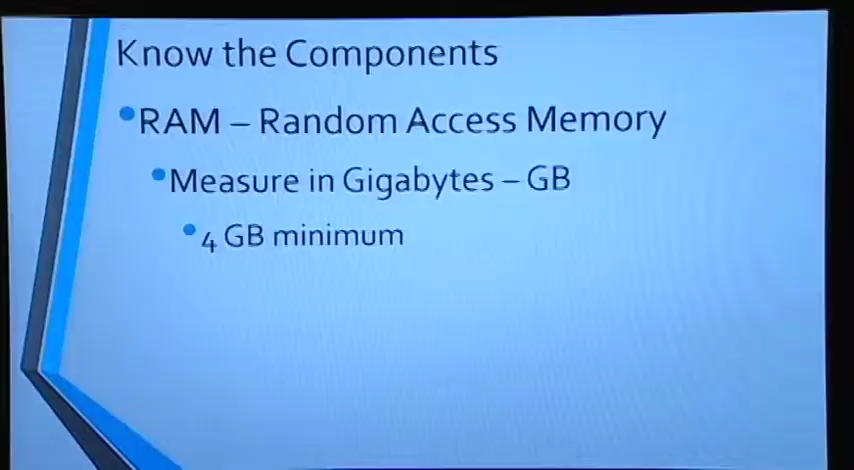 Know the Components
RAM – Random Access Memory
Measure in Gigabytes – GB
4 GB minimum